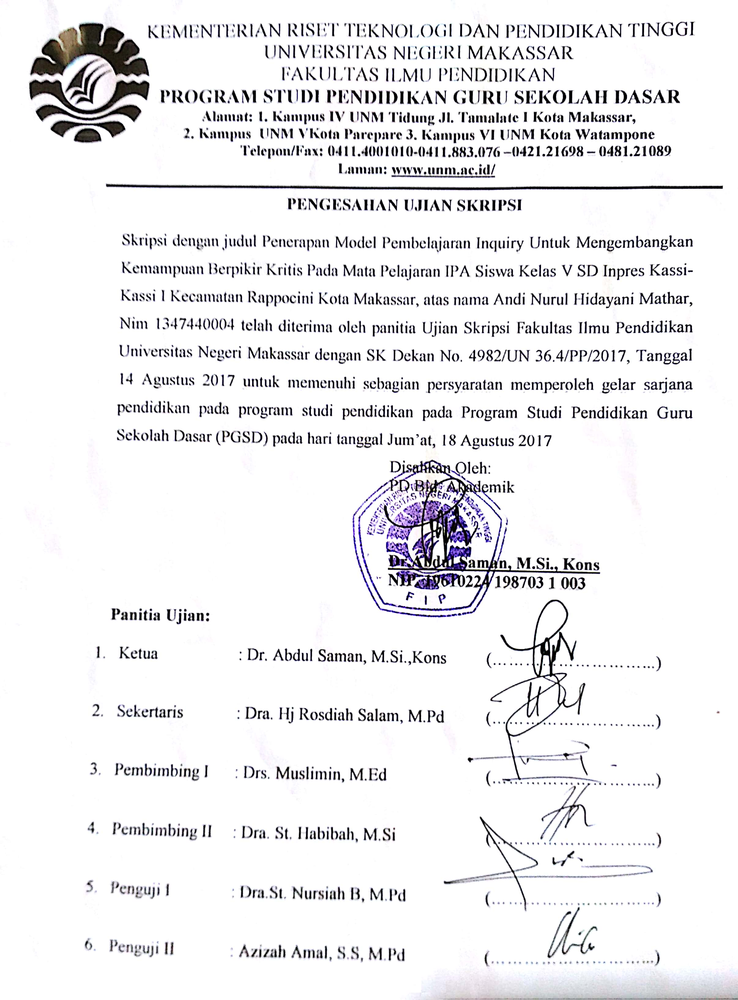 KEMENTERIAN RISET TEKNOLOGI DAN PENDIDIKAN TINGGI
UNIVERSITAS NEGERI MAKASSAR
FAKULTAS ILMU PENDIDIKAN
PROGRAM STUDI PENDIDIKAN GURU SEKOLAH DASAR
Alamat: 1. Kampus IV UNM Tidung Jl. Tamalate I Kota Makassar,
2. Kampus UNM VKota Parepare 3. Kampus VI UNM Kota Watampone
Telepon/Fax: 0411.4001010-0411.883.076 –0421.21698 – 0481.21089
Laman: www.unm.ac.id/
PENGESAHAN UJIAN SKRIPSI
Skripsi dengan judul Penerapan Model Pembelajaran Inquiry Untuk Mengembangkan
Kemampuan Berpikir Kritis Pada Mata Pelajaran IPA Siswa Kelas V SD Inpres Kassi-
Kassi I Kecamatan Rappocini Kota Makassar, atas nama Andi Nurul Hidayani Mathar,
Nim 1347440004 telah diterima oleh panitia Ujian Skripsi Fakultas Ilmu Pendidikan
Universitas Negeri Makassar dengan SK Dekan No. 4982/UN 36.4/PP/2017, Tanggal
14 Agustus 2017 untuk memenuhi sebagian persyaratan memperoleh gelar sarjana
pendidikan pada program studi pendidikan pada Program Studi Pendidikan Guru
Sekolah Dasar (PGSD) pada hari tanggal Jum'at, 18 Agustus 2017
Disahkan Oleh:
PD Bid. Akademik
KEMENTERIAN RISET TEKNOLOGI DAN PENDIDIKAN TINGGI
UNIVERSITAS NEGERI MAKASSAR
Dr.Abdul Saman, M.Si., Kons
NIP. 19610224 198703 1 003
F I P
Panitia Ujian:
1. Ketua : Dr. Abdul Saman, M.Si.,Kons (..................................)
2. Sekertaris : Dra. Hj Rosdiah Salam, M.Pd (..................................)
3. Pembimbing I : Drs. Muslimin, M.Ed (..................................)
4. Pembimbing II : Dra. St. Habibah, M.Si (..................................)
5. Penguji I : Dra.St. Nursiah B, M.Pd (..................................)
6. Penguji II : Azizah Amal, S.S, M.Pd (..................................)